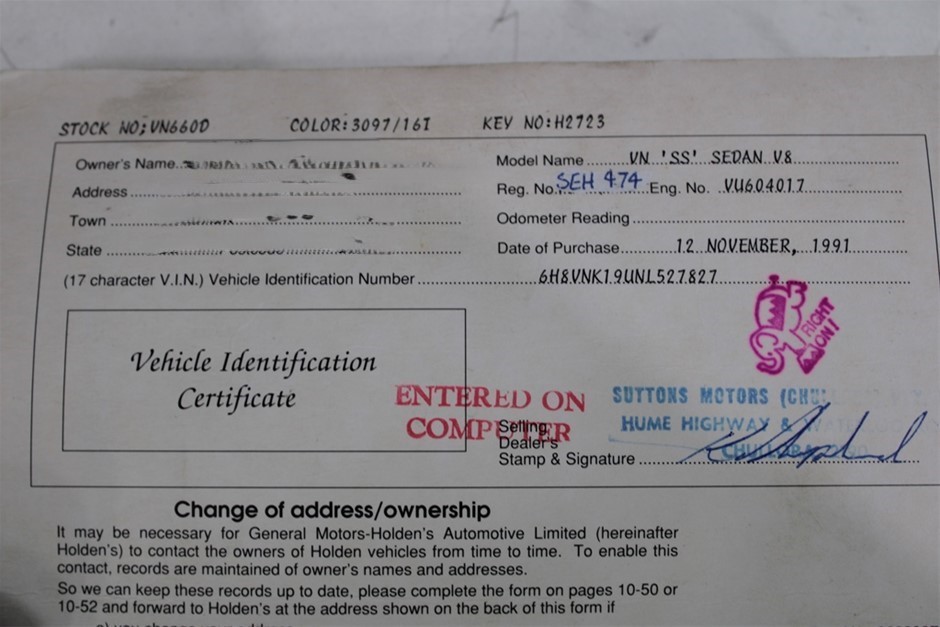 STOCK NO; VN660D COLOR: 3097/16I KEY NO: H2723
Owner's Name
Model Name VN 'SS' SEDAN V8
Address
Reg. No. SEH 474 Eng. No. VU604017
Town
Odometer Reading
State
Date of Purchase 12 NOVEMBER, 1991
(17 character V.I.N.) Vehicle Identification Number 6H8VNK19UNL527827
RIGHT
ON!
Vehicle Identification
Certificate
ENTERED ON
COMPUTER
SUTTONS MOTORS
HUME HIGHWAY &
Selling
Dealer's
Stamp & Signature
Change of address/ownership
It may be necessary for General Motors-Holden's Automotive Limited (hereinafter
Holden's) to contact the owners of Holden vehicles from time to time. To enable this
contact, records are maintained of owner's names and addresses.
So we can keep these records up to date, please complete the form on pages 10-50 or
10-52 and forward to Holden's at the address shown on the back of this form if